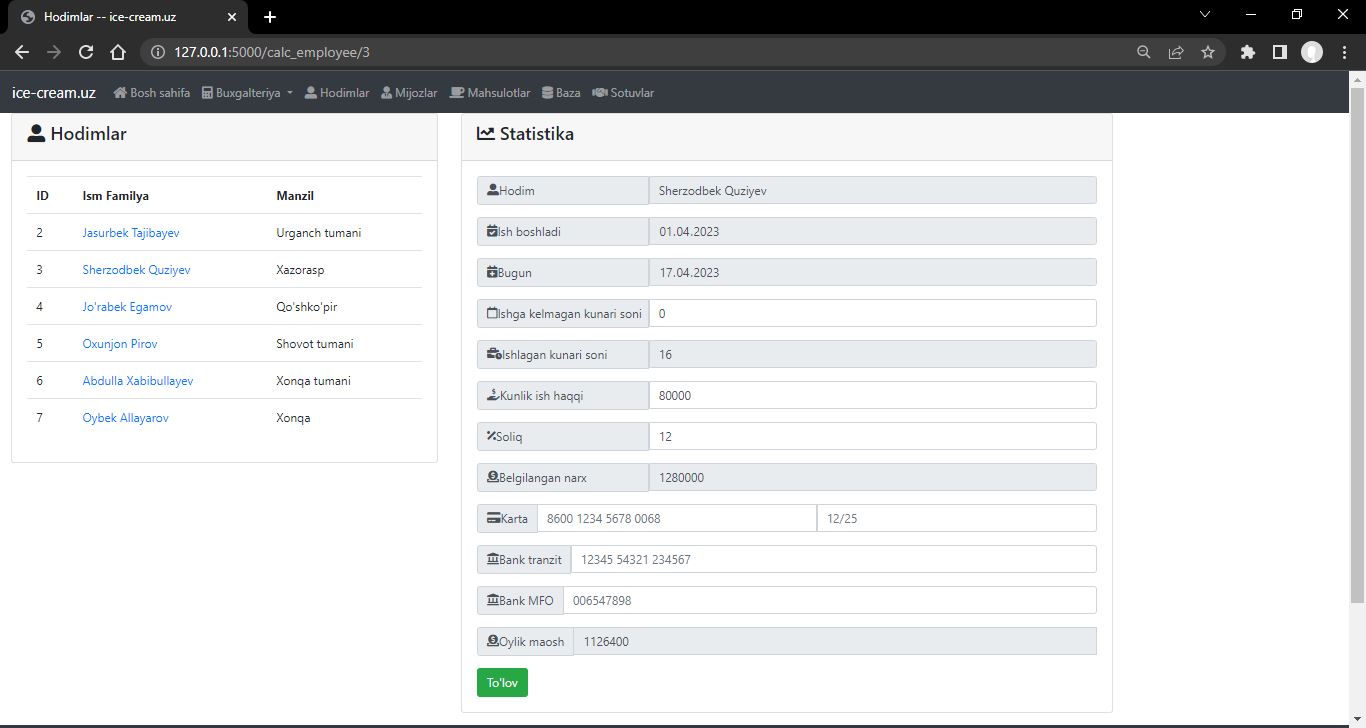 Hodimlar -- ice-cream.uz
127.0.0.1:5000/calc_employee/3
ice-cream.uz Bosh sahifa Buxgalteriya Hodimlar Mijozlar Mahsulotlar Baza Sotuvlar
Hodimlar
ID Ism Familya Manzil
2 Jasurbek Tajibayev Urganch tumani
3 Sherzodbek Quziyev Xazorasp
4 Jo'rabek Egamov Qo'shko'pir
5 Oxunjon Pirov Shovot tumani
6 Abdulla Xabibullayev Xonqa tumani
7 Oybek Allayarov Xonqa
Statistika
Hodim Sherzodbek Quziyev
Ish boshladi 01.04.2023
Bugun 17.04.2023
Ishga kelmagan kunari soni 0
Ishlagan kunari soni 16
Kunlik ish haqqi 80000
Soliq 12
Belgilangan narx 1280000
Karta 8600 1234 5678 0068 12/25
Bank tranzit 12345 54321 234567
Bank MFO 006547898
Oylik maosh 1126400
To'lov